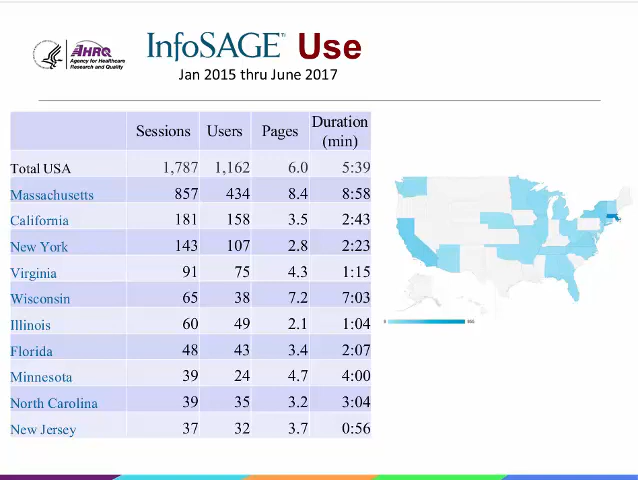 AHRQ
Agency for Healthcare
Research and Quality
InfoSAGE™ Use
Jan 2015 thru June 2017
Sessions Users Pages Duration (min)
Total USA 1,787 1,162 6.0 5:39
Massachusetts 857 434 8.4 8:58
California 181 158 3.5 2:43
New York 143 107 2.8 2:23
Virginia 91 75 4.3 1:15
Wisconsin 65 38 7.2 7:03
Illinois 60 49 2.1 1:04
Florida 48 43 3.4 2:07
Minnesota 39 24 4.7 4:00
North Carolina 39 35 3.2 3:04
New Jersey 37 32 3.7 0:56